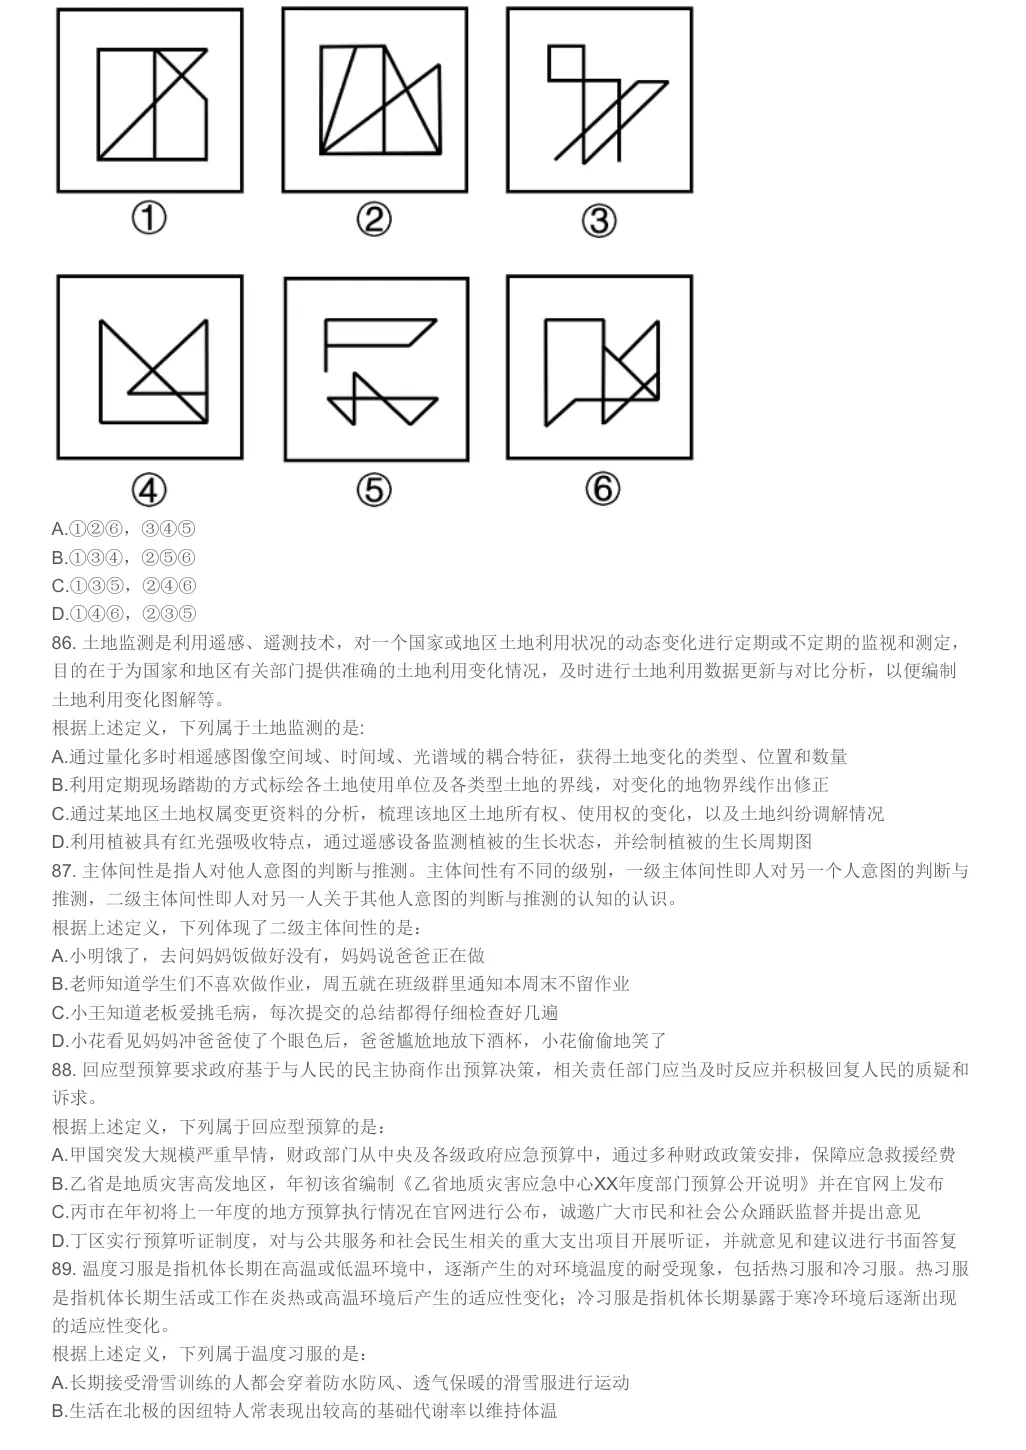 ① ② ③
④ ⑤ ⑥
A.①②⑥，③④⑤
B.①③④，②⑤⑥
C.①③⑤，②④⑥
D.①④⑥，②③⑤
86. 土地监测是利用遥感、遥测技术，对一个国家或地区土地利用状况的动态变化进行定期或不定期的监视和测定，
目的在于为国家和地区有关部门提供准确的土地利用变化情况，及时进行土地利用数据更新与对比分析，以便编制
土地利用变化图解等。
根据上述定义，下列属于土地监测的是:
A.通过量化多时相遥感图像空间域、时间域、光谱域的耦合特征，获得土地变化的类型、位置和数量
B.利用定期现场踏勘的方式标绘各土地使用单位及各类型土地的界线，对变化的地物界线作出修正
C.通过某地区土地权属变更资料的分析，梳理该地区土地所有权、使用权的变化，以及土地纠纷调解情况
D.利用植被具有红光强吸收特点，通过遥感设备监测植被的生长状态，并绘制植被的生长周期图
87. 主体间性是指人对他人意图的判断与推测。主体间性有不同的级别，一级主体间性即人对另一个人意图的判断与
推测，二级主体间性即人对另一人关于其他人意图的判断与推测的认知的认识。
根据上述定义，下列体现了二级主体间性的是：
A.小明饿了，去问妈妈饭做好没有，妈妈说爸爸正在做
B.老师知道学生们不喜欢做作业，周五就在班级群里通知本周末不留作业
C.小王知道老板爱挑毛病，每次提交的总结都得仔细检查好几遍
D.小花看见妈妈冲爸爸使了个眼色后，爸爸尴尬地放下酒杯，小花偷偷地笑了
88. 回应型预算要求政府基于与人民的民主协商作出预算决策，相关责任部门应当及时反应并积极回复人民的质疑和
诉求。
根据上述定义，下列属于回应型预算的是：
A.甲国突发大规模严重旱情，财政部门从中央及各级政府应急预算中，通过多种财政政策安排，保障应急救援经费
B.乙省是地质灾害高发地区，年初该省编制《乙省地质灾害应急中心XX年度部门预算公开说明》并在官网上发布
C.丙市在年初将上一年度的地方预算执行情况在官网进行公布，诚邀广大市民和社会公众踊跃监督并提出意见
D.丁区实行预算听证制度，对与公共服务和社会民生相关的重大支出项目开展听证，并就意见和建议进行书面答复
89. 温度习服是指机体长期在高温或低温环境中，逐渐产生的对环境温度的耐受现象，包括热习服和冷习服。热习服
是指机体长期生活或工作在炎热或高温环境后产生的适应性变化；冷习服是指机体长期暴露于寒冷环境后逐渐出现
的适应性变化。
根据上述定义，下列属于温度习服的是：
A.长期接受滑雪训练的人都会穿着防水防风、透气保暖的滑雪服进行运动
B.生活在北极的因纽特人常表现出较高的基础代谢率以维持体温